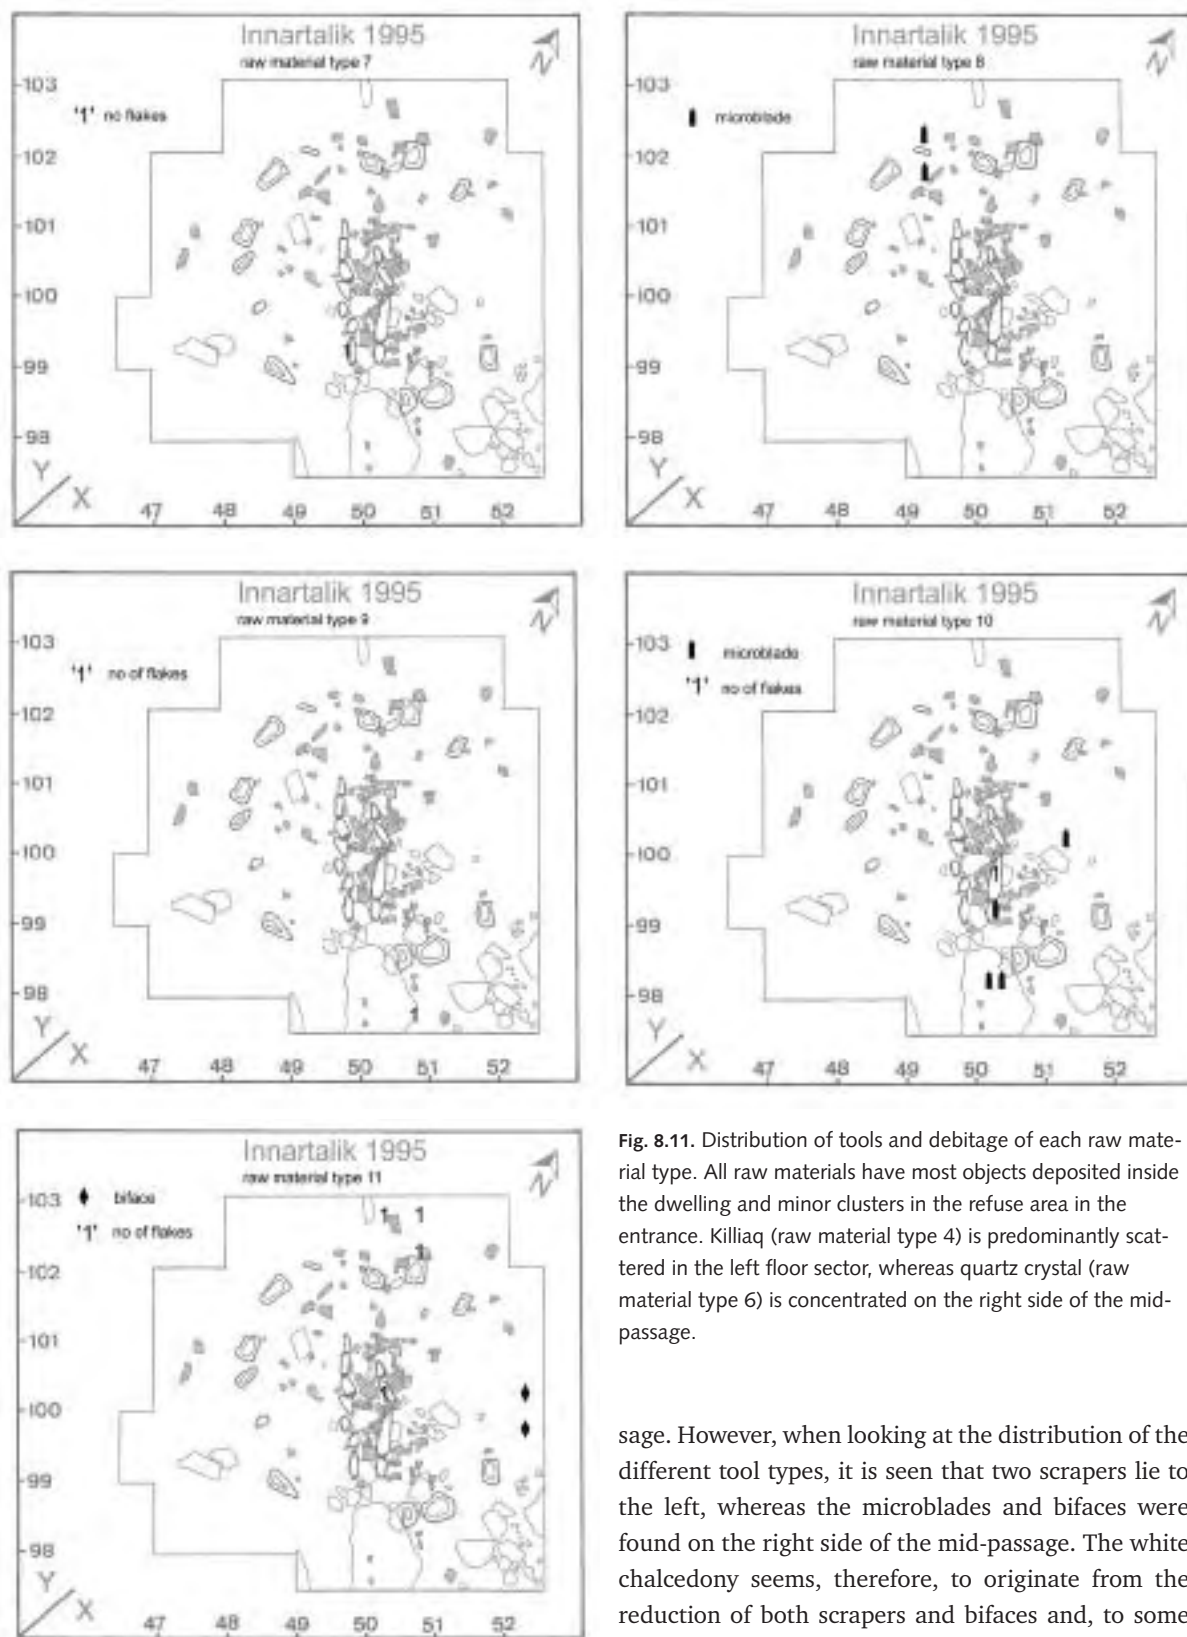 Innartalik 1995
raw material type 7
'1' no flakes
103
102
101
100
99
98
Y
X
47 48 49 50 51 52
N
1
Innartalik 1995
raw material type 8
microblade
103
102
101
100
99
98
Y
X
47 48 49 50 51 52
N
Innartalik 1995
raw material type 9
'1' no of flakes
103
102
101
100
99
98
Y
X
47 48 49 50 51 52
N
1
Innartalik 1995
raw material type 10
microblade
'1' no of flakes
103
102
101
100
99
98
Y
X
47 48 49 50 51 52
N
1
Innartalik 1995
raw material type 11
biface
'1' no of flakes
103
102
101
100
99
98
Y
X
47 48 49 50 51 52
N
1 1
1
1
Fig. 8.11. Distribution of tools and debitage of each raw mate-
rial type. All raw materials have most objects deposited inside
the dwelling and minor clusters in the refuse area in the
entrance. Killiaq (raw material type 4) is predominantly scat-
tered in the left floor sector, whereas quartz crystal (raw
material type 6) is concentrated on the right side of the mid-
passage.
sage. However, when looking at the distribution of the
different tool types, it is seen that two scrapers lie to
the left, whereas the microblades and bifaces were
found on the right side of the mid-passage. The white
chalcedony seems, therefore, to originate from the
reduction of both scrapers and bifaces and, to some